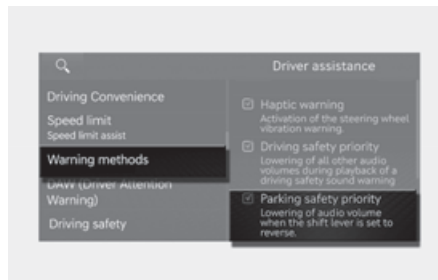 Driver assistance
Driving Convenience
Speed limit
Speed limit assist
Warning methods
DAW (Driver Attention
Warning)
Driving safety
Haptic warning
Activation of the steering wheel
vibration warning.
Driving safety priority
Lowering of all other audio
volumes during playback of a
driving safety sound warning
Parking safety priority
Lowering of audio volume
when the shift lever is set to
reverse.